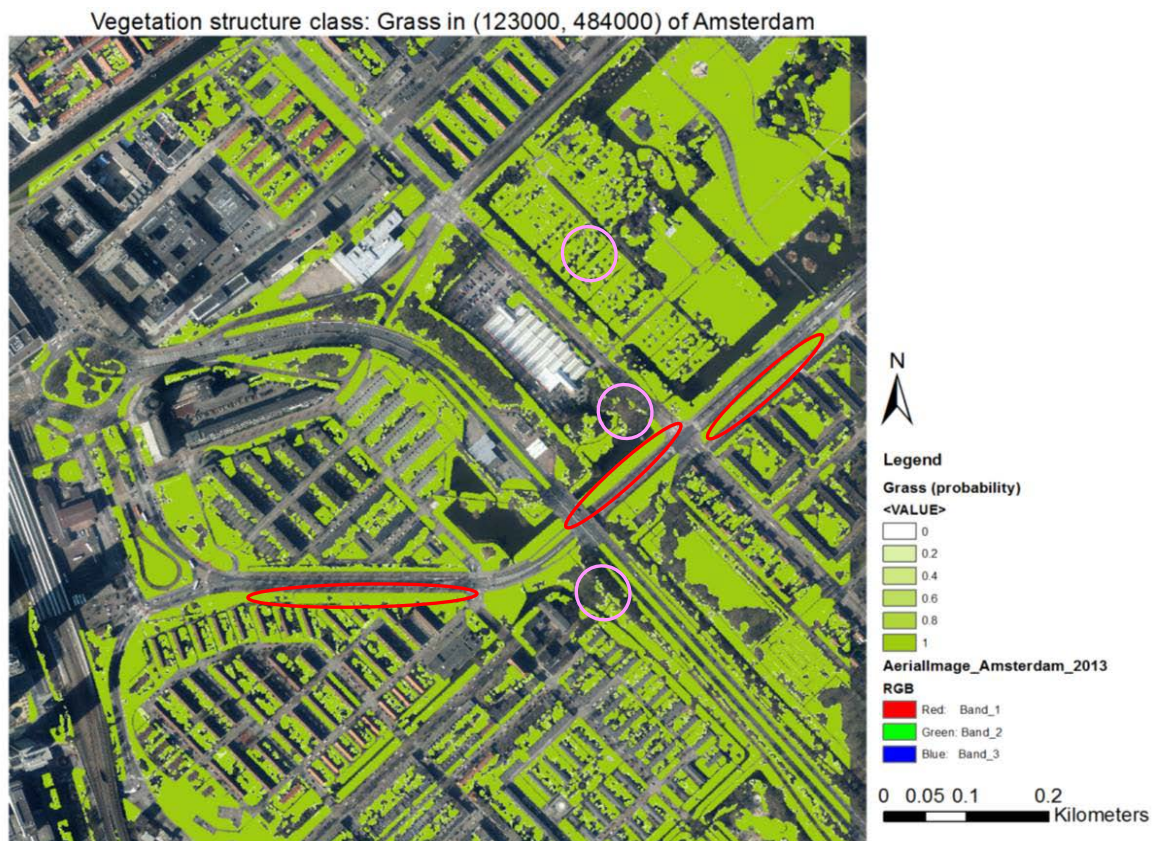 Vegetation structure class: Grass in (123000, 484000) of Amsterdam
N
Legend
Grass (probability)
<VALUE>
0
0.2
0.4
0.6
0.8
1
AerialImage_Amsterdam_2013
RGB
Red: Band_1
Green: Band_2
Blue: Band_3
0 0.05 0.1 0.2
Kilometers